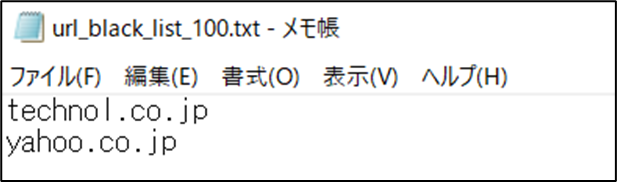 url_black_list_100.txt - メモ帳
ファイル(F) 編集(E) 書式(O) 表示(V) ヘルプ(H)
technol.co.jp
yahoo.co.jp